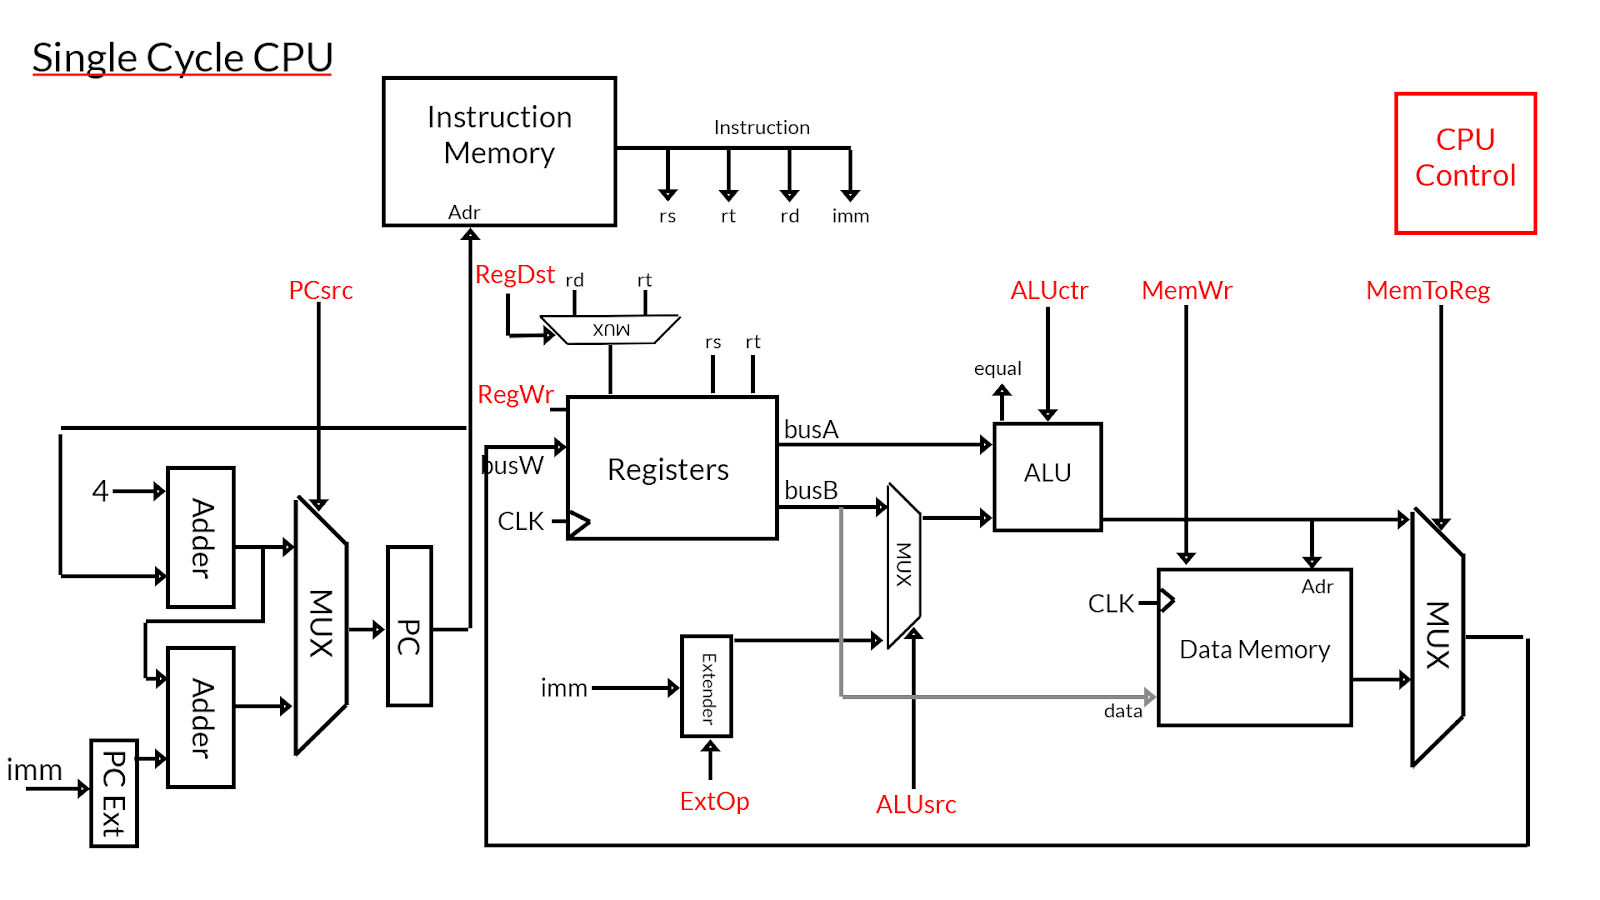 Single Cycle CPU
Instruction
Memory
Adr
Instruction
rs
rt
rd
imm
CPU
Control
PCsrc
RegDst
rd
rt
MUX
rs
rt
RegWr
busW
CLK
Registers
busA
busB
equal
ALUctr
ALU
MemWr
MemToReg
4
Adder
MUX
PC
Adder
imm
PC Ext
MUX
imm
Extender
ExtOp
ALUsrc
CLK
Adr
Data Memory
data
MUX